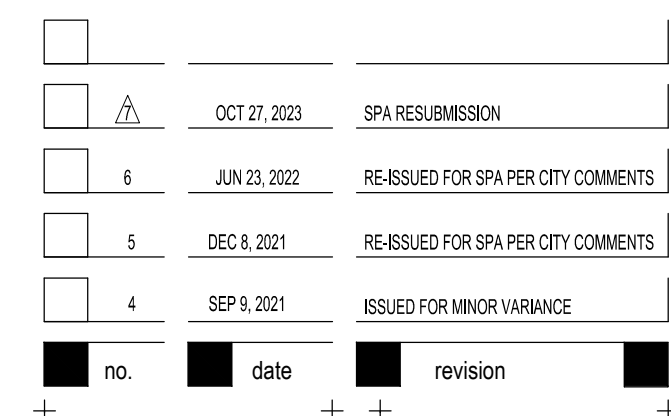 7 OCT 27, 2023 SPA RESUBMISSION
6 JUN 23, 2022 RE-ISSUED FOR SPA PER CITY COMMENTS
5 DEC 8, 2021 RE-ISSUED FOR SPA PER CITY COMMENTS
4 SEP 9, 2021 ISSUED FOR MINOR VARIANCE
no. date revision